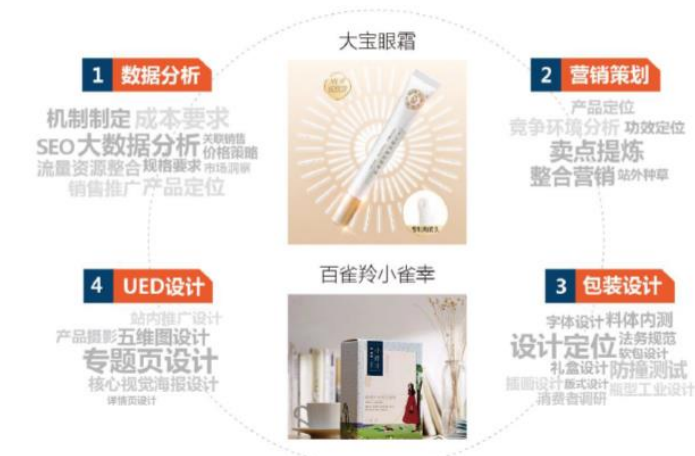 大宝眼霜
1 数据分析
机制制定 成本要求
SEO 大数据分析 关联销售
价格策略
流量资源整合 规格要求 市场洞察
销售推广 产品定位
2 营销策划
产品定位
竞争环境分析 功效定位
卖点提炼
整合营销 站外种草
百雀羚小雀幸
4 UED设计
站内推广设计
产品摄影 五维图设计
专题页设计
核心视觉海报设计
详情页设计
3 包装设计
字体设计 料体内测
设计定位 法务规范
软包设计
礼盒设计 防撞测试
插画设计 版式设计 瓶型工业设计
消费者调研